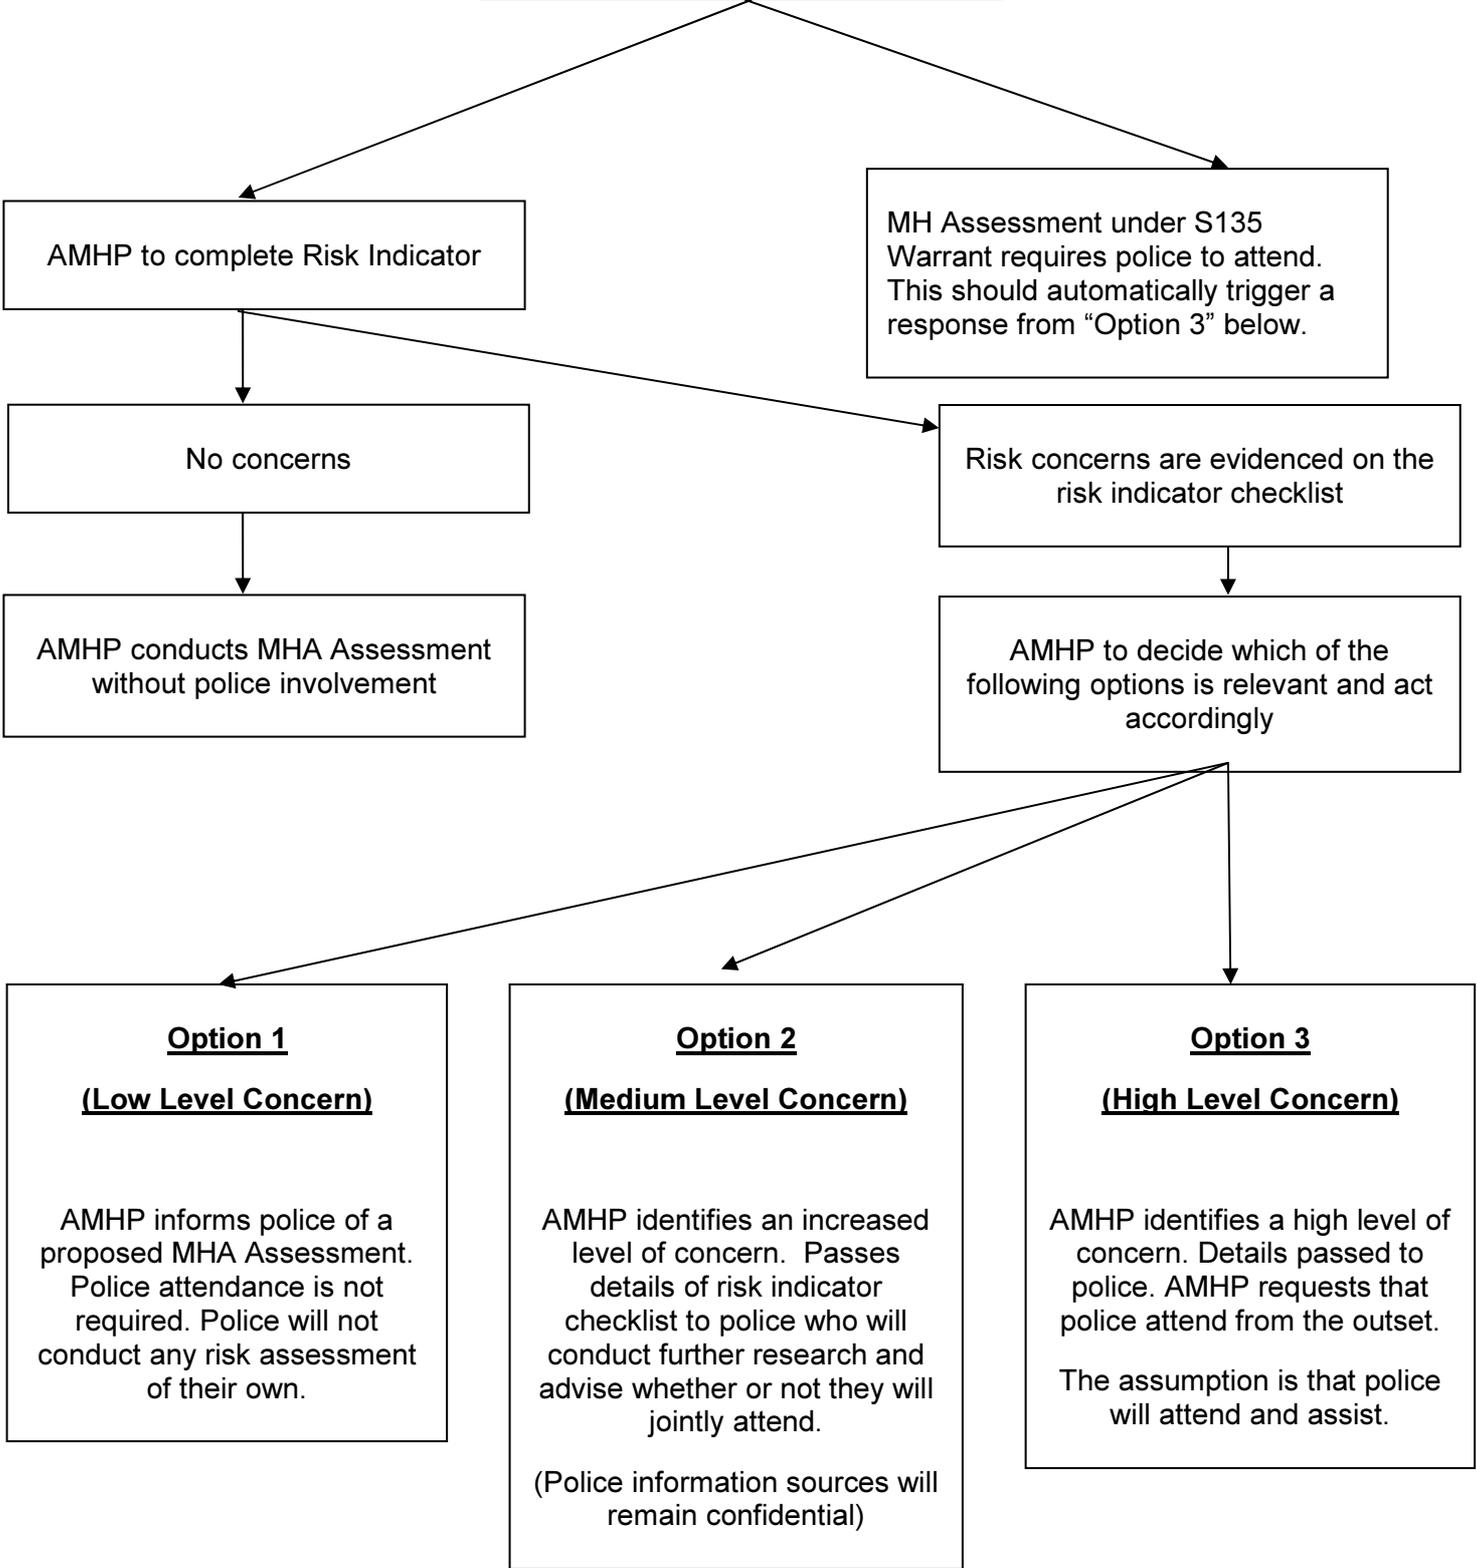 AMHP to complete Risk Indicator
MH Assessment under S135
Warrant requires police to attend.
This should automatically trigger a
response from “Option 3” below.
No concerns
Risk concerns are evidenced on the
risk indicator checklist
AMHP conducts MHA Assessment
without police involvement
AMHP to decide which of the
following options is relevant and act
accordingly
Option 1
(Low Level Concern)
AMHP informs police of a
proposed MHA Assessment.
Police attendance is not
required. Police will not
conduct any risk assessment
of their own.
Option 2
(Medium Level Concern)
AMHP identifies an increased
level of concern.  Passes
details of risk indicator
checklist to police who will
conduct further research and
advise whether or not they will
jointly attend.
(Police information sources will
remain confidential)
Option 3
(High Level Concern)
AMHP identifies a high level of
concern. Details passed to
police. AMHP requests that
police attend from the outset.
The assumption is that police
will attend and assist.